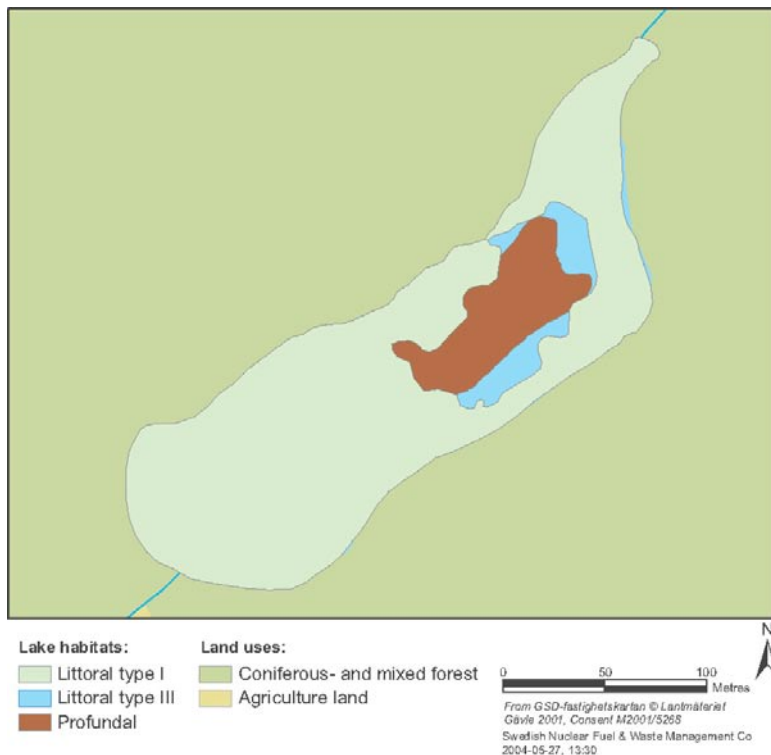 Lake habitats:
Littoral type I
Littoral type III
Profundal
Land uses:
Coniferous- and mixed forest
Agriculture land
N
0 50 100
Metres
From GSD-fastighetskartan © Lantmäteriet
Gävle 2001, Consent M2001/5268
Swedish Nuclear Fuel & Waste Management Co
2004-05-27, 13:30